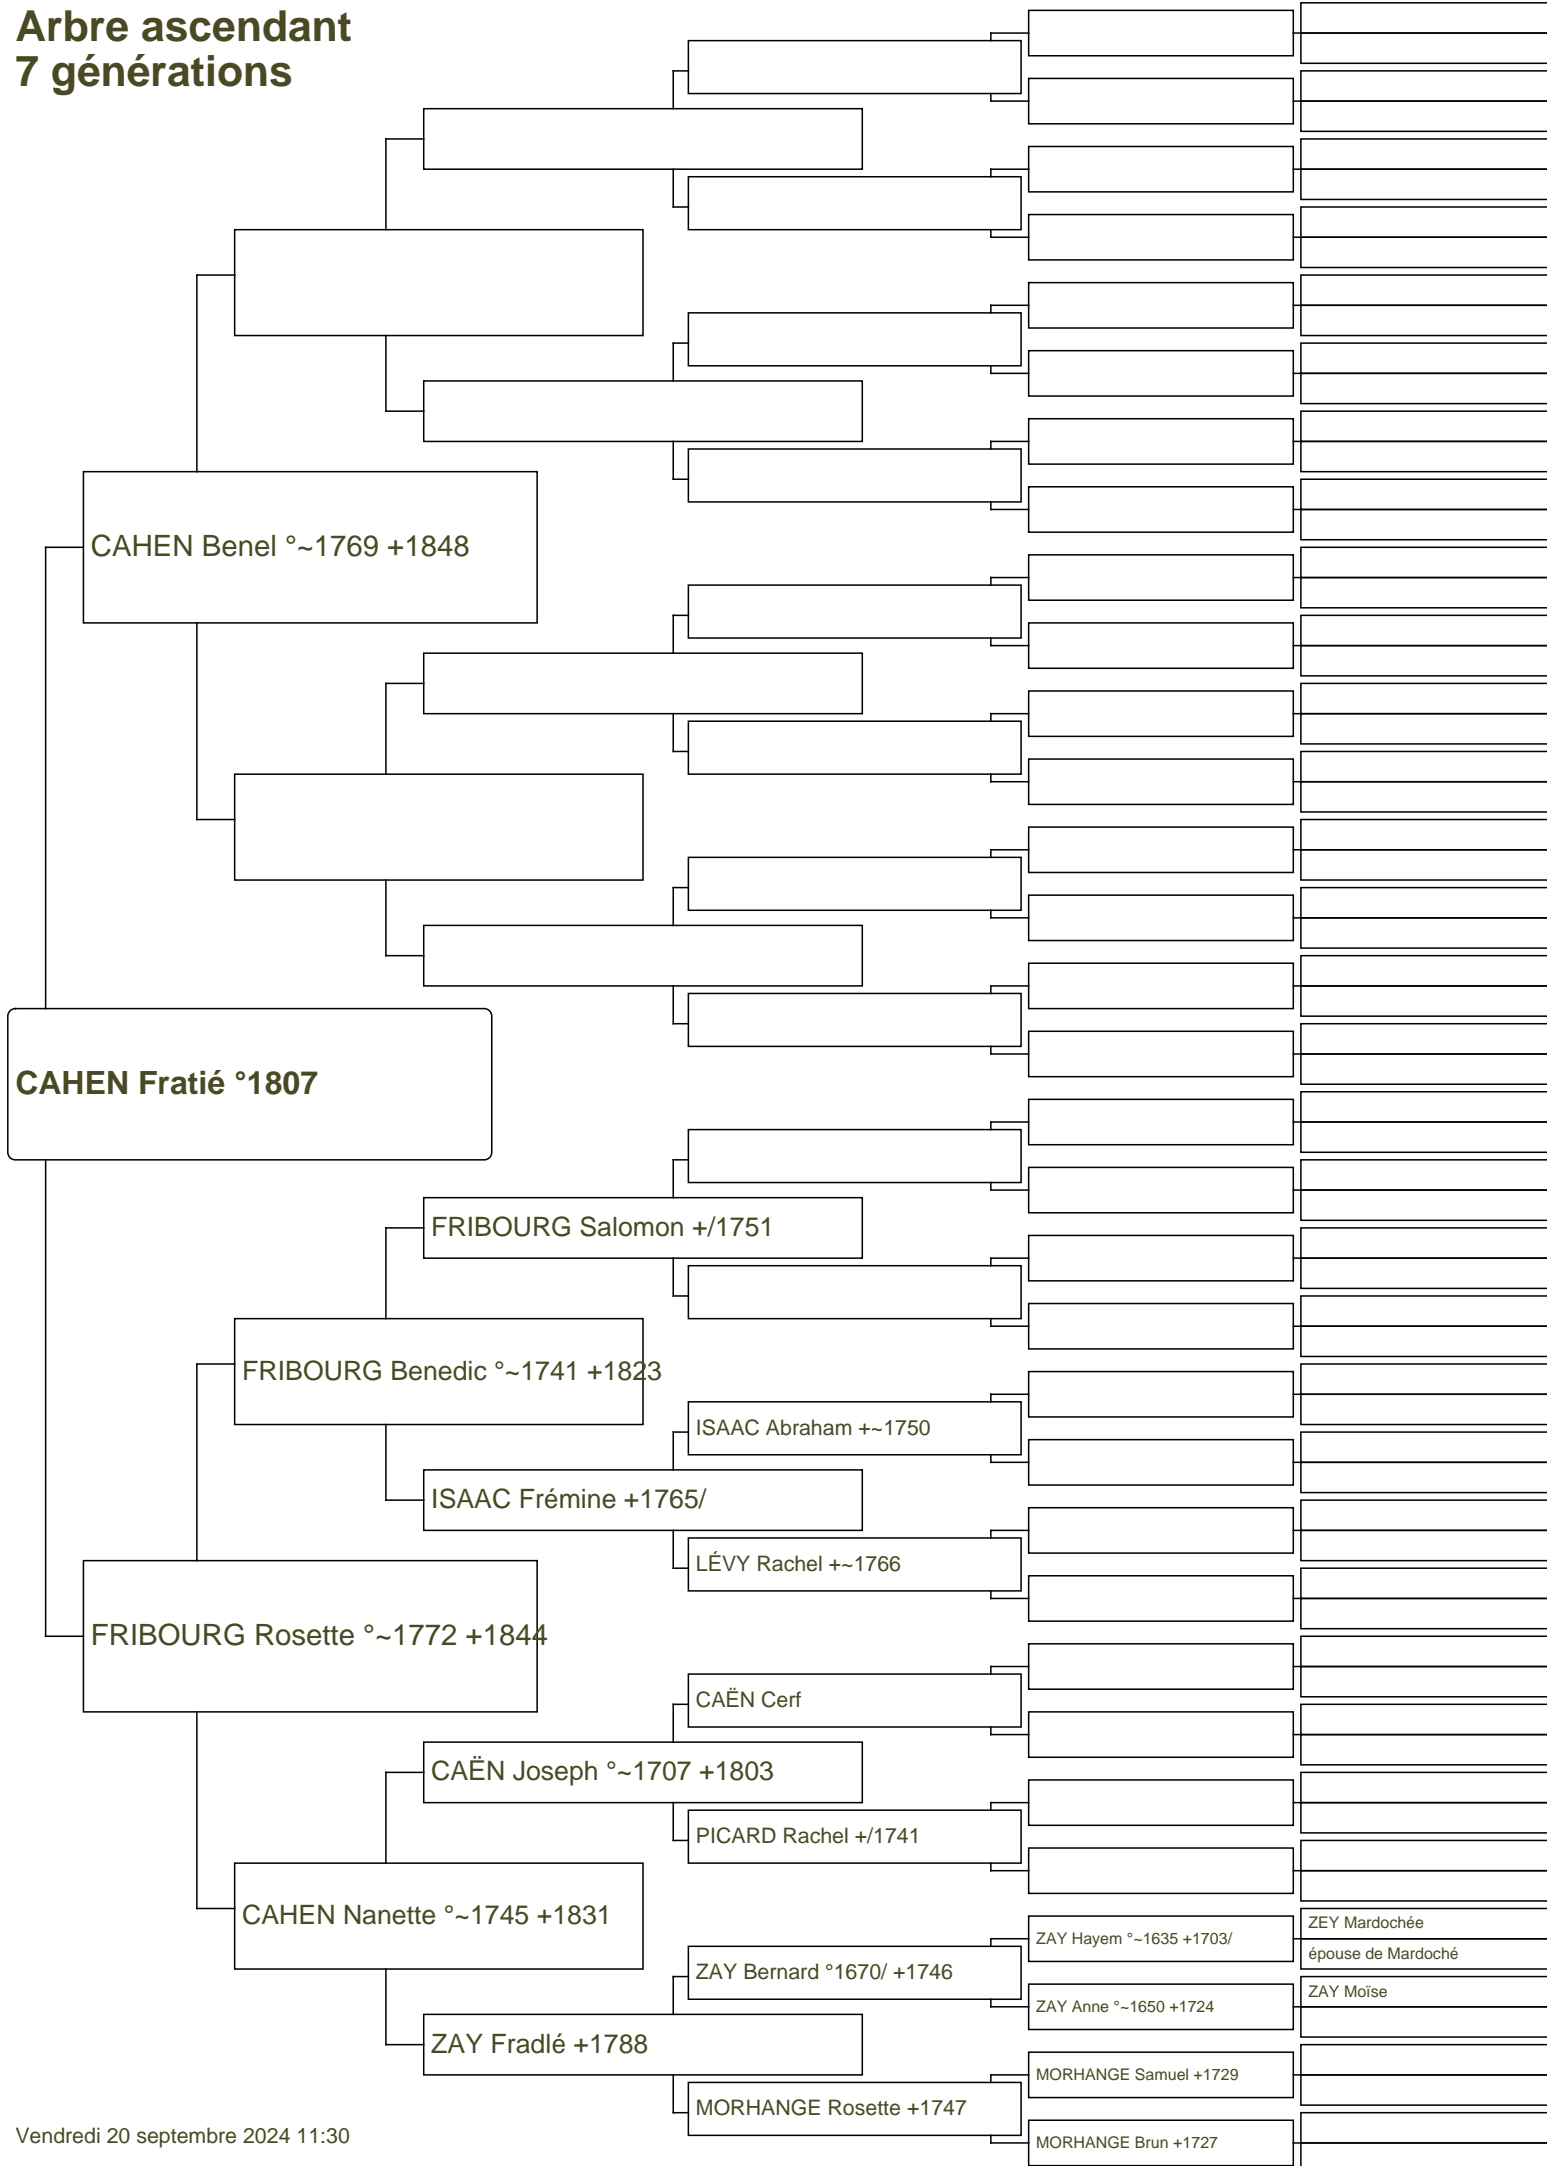 Arbre ascendant
7 générations
CAHEN Benel °~1769 +1848
CAHEN Fratié °1807
FRIBOURG Salomon +/1751
FRIBOURG Benedic °~1741 +1823
ISAAC Abraham +~1750
ISAAC Frémine +1765/
LÉVY Rachel +~1766
FRIBOURG Rosette °~1772 +1844
CAËN Cerf
CAËN Joseph °~1707 +1803
PICARD Rachel +/1741
CAHEN Nanette °~1745 +1831
ZEY Mardochée
ZAY Hayem °~1635 +1703/
épouse de Mardoché
ZAY Bernard °1670/ +1746
ZAY Moïse
ZAY Anne °~1650 +1724
ZAY Fradlé +1788
MORHANGE Samuel +1729
MORHANGE Rosette +1747
MORHANGE Brun +1727
Vendredi 20 septembre 2024 11:30